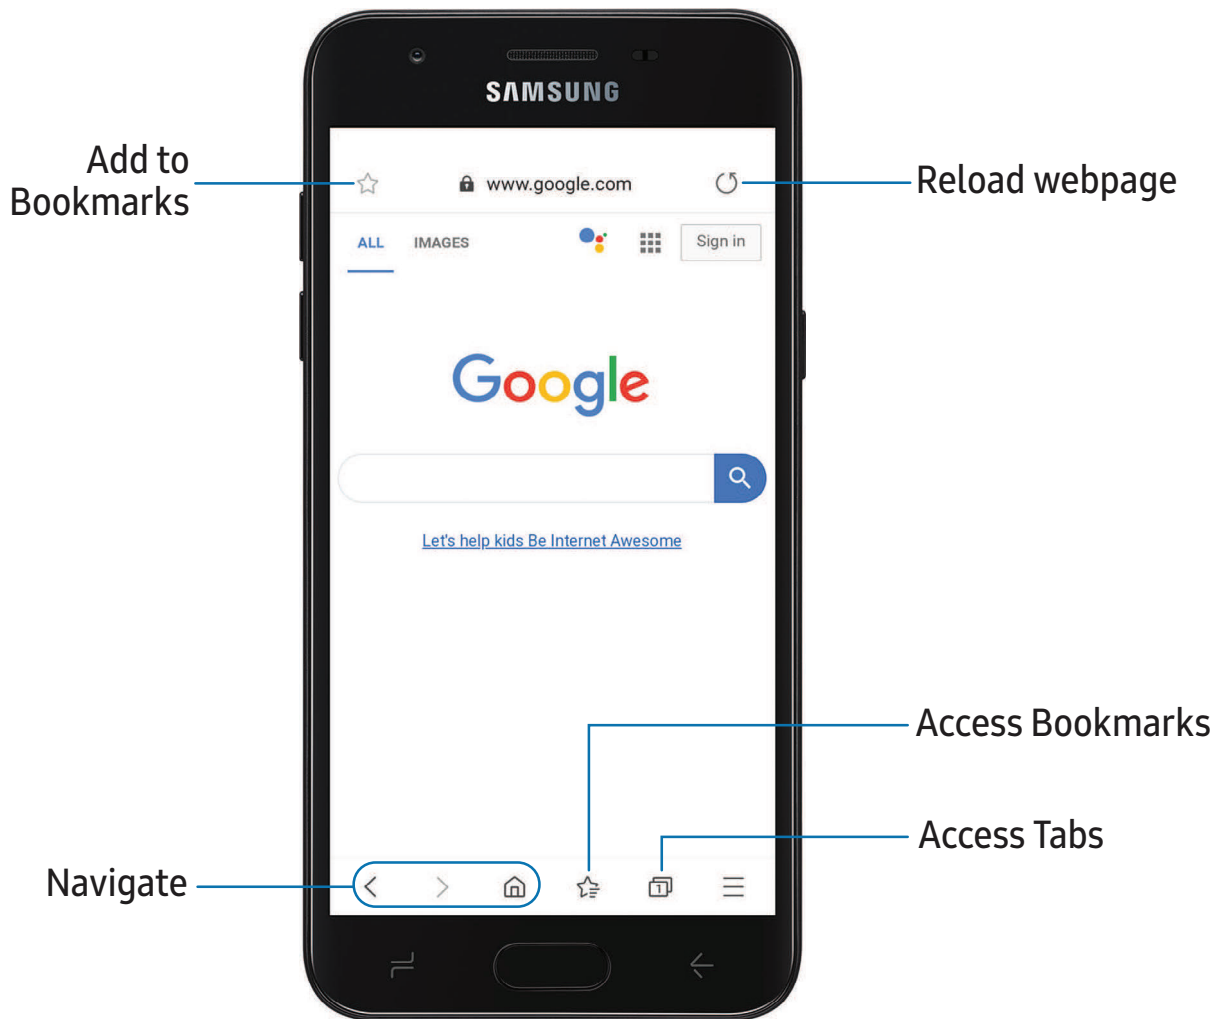 SAMSUNG
Add to
Bookmarks
www.google.com
Reload webpage
ALL IMAGES Sign in
Google
Let's help kids Be Internet Awesome
Access Bookmarks
Access Tabs
Navigate
1